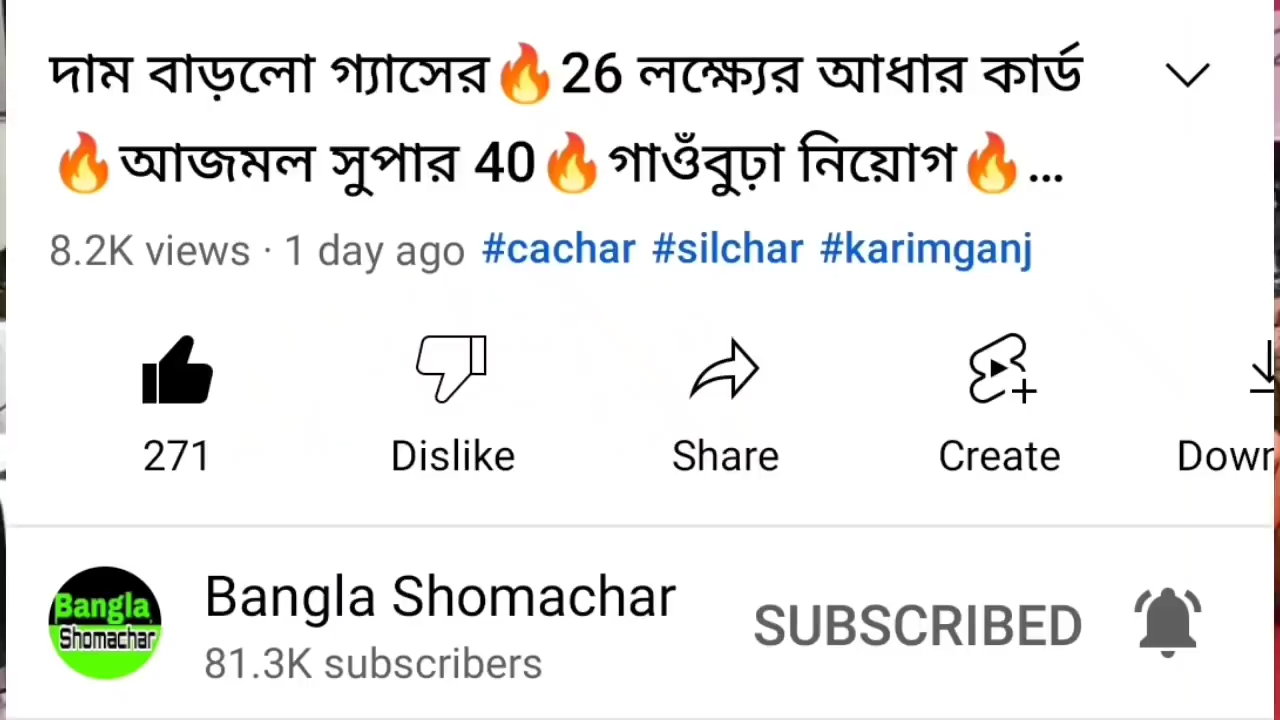 দাম বাড়লো গ্যাসের🔥26 লক্ষ্যের আধার কার্ড
🔥আজমল সুপার 40🔥গাওঁবুঢ়া নিয়োগ🔥...
8.2K views · 1 day ago #cachar #silchar #karimganj
271 Dislike Share Create Down
Bangla Shomachar
Bangla Shomachar
81.3K subscribers
SUBSCRIBED